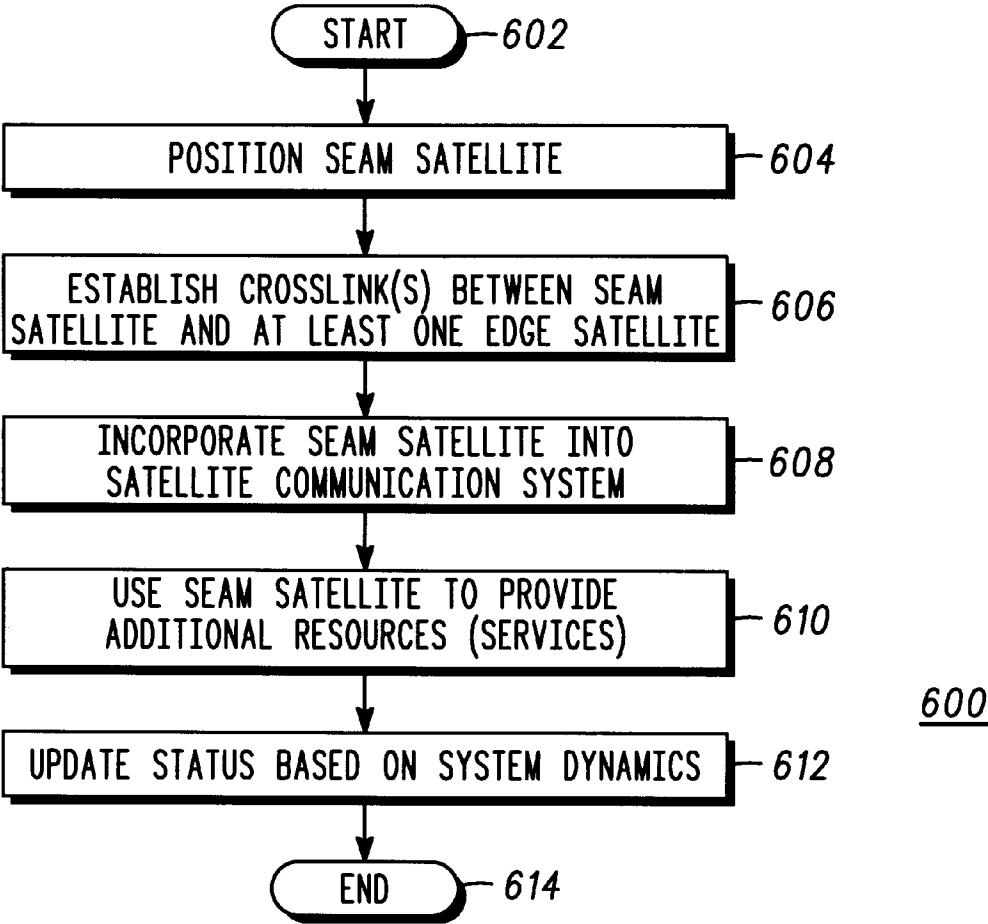 START
602
POSITION SEAM SATELLITE
604
ESTABLISH CROSSLINK(S) BETWEEN SEAM
SATELLITE AND AT LEAST ONE EDGE SATELLITE
606
INCORPORATE SEAM SATELLITE INTO
SATELLITE COMMUNICATION SYSTEM
608
USE SEAM SATELLITE TO PROVIDE
ADDITIONAL RESOURCES (SERVICES)
610
600
UPDATE STATUS BASED ON SYSTEM DYNAMICS
612
END
614